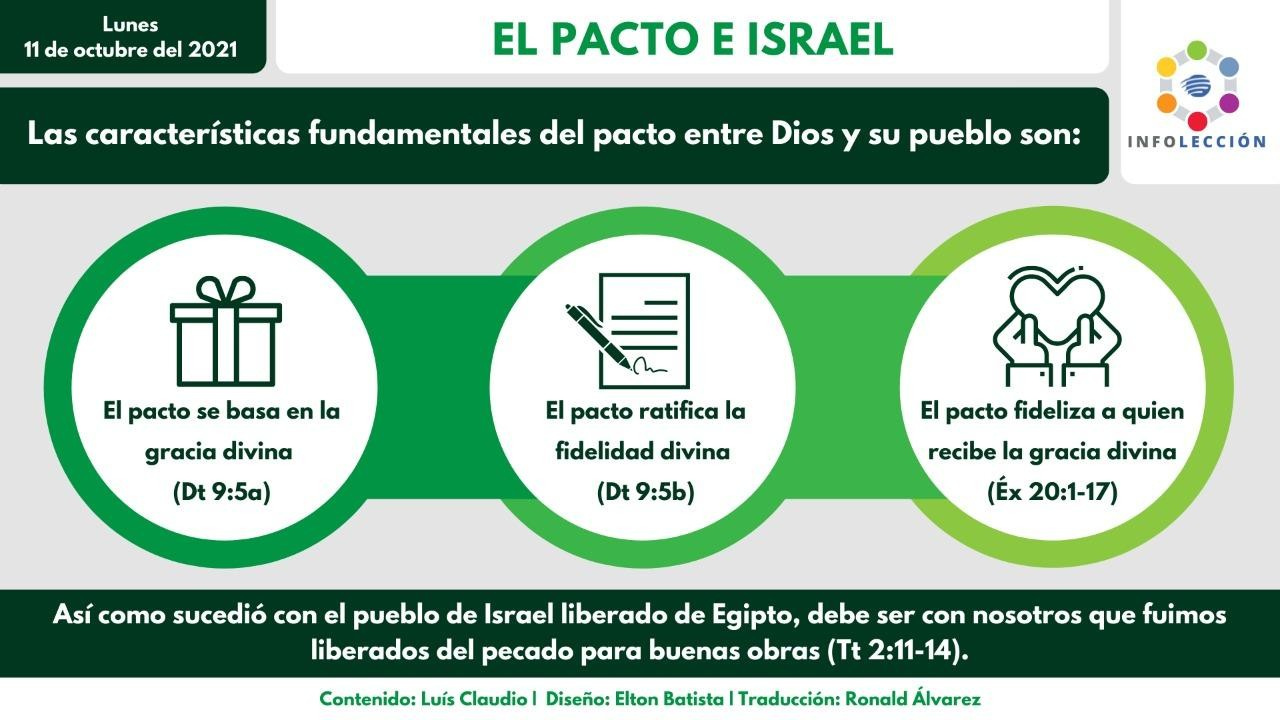 Lunes
11 de octubre del 2021
EL PACTO E ISRAEL
INFOLECCIÓN
Las características fundamentales del pacto entre Dios y su pueblo son:
El pacto se basa en la
gracia divina
(Dt 9:5a)
El pacto ratifica la
fidelidad divina
(Dt 9:5b)
El pacto fideliza a quien
recibe la gracia divina
(Éx 20:1-17)
Así como sucedió con el pueblo de Israel liberado de Egipto, debe ser con nosotros que fuimos
liberados del pecado para buenas obras (Tt 2:11-14).
Contenido: Luís Claudio | Diseño: Elton Batista | Traducción: Ronald Álvarez